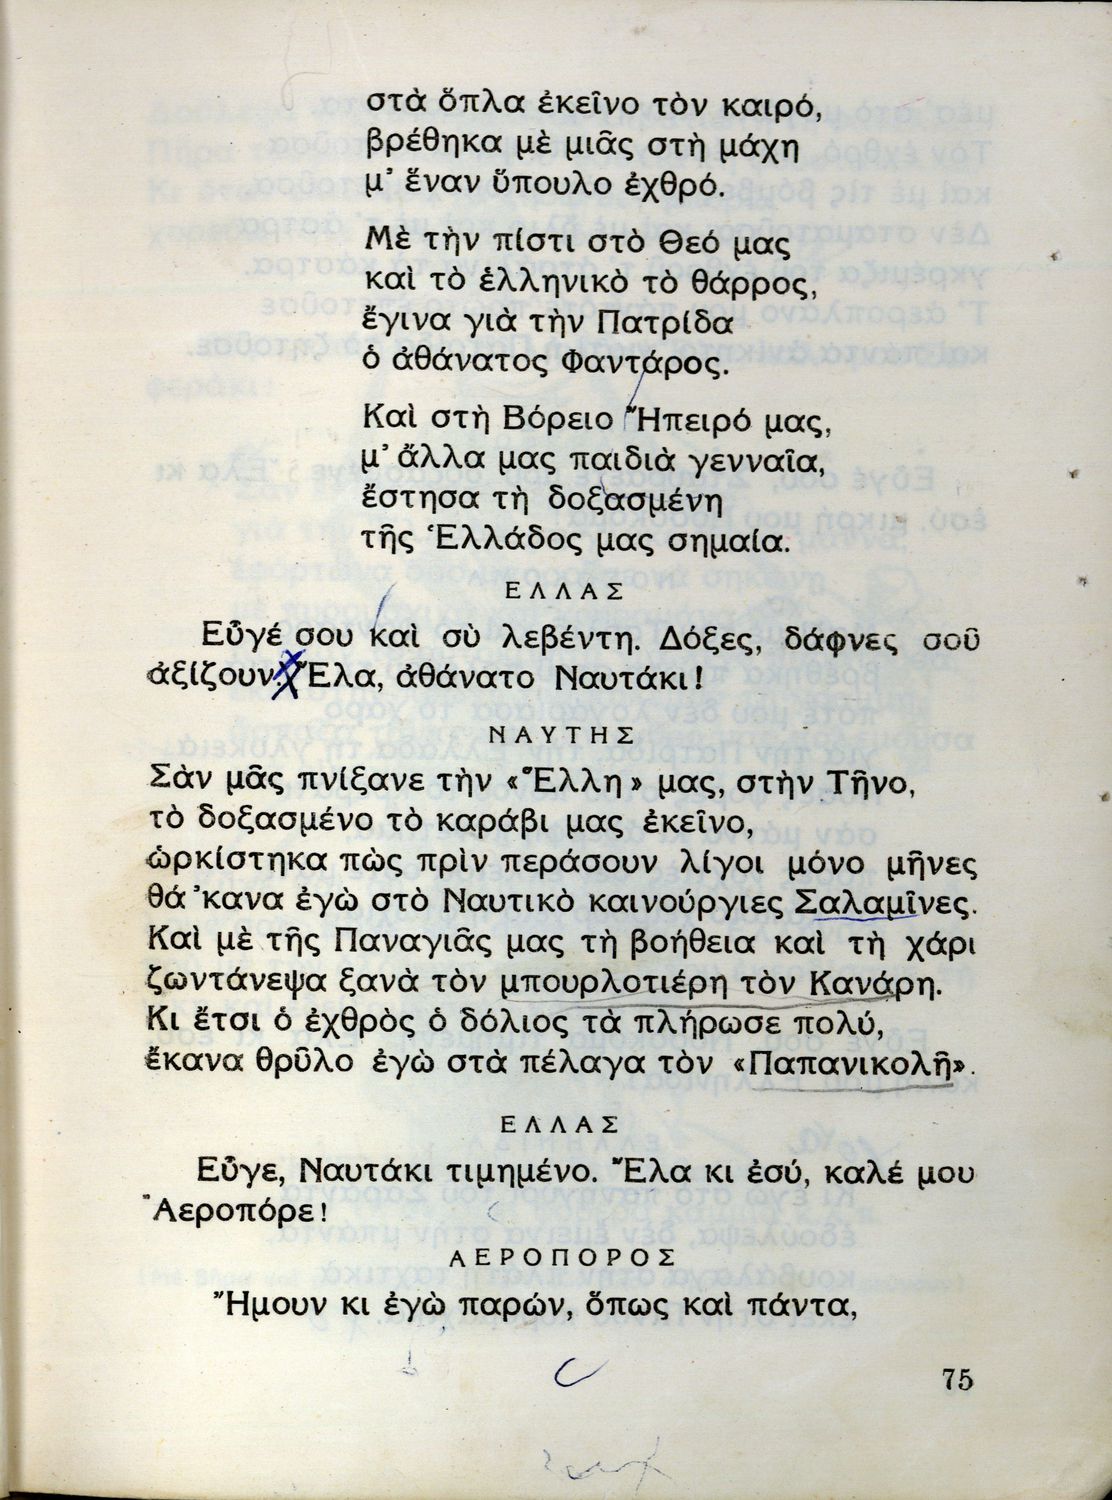 στὰ ὅπλα ἐκεῖνο τὸν καιρό,
βρέθηκα μὲ μιᾶς στὴ μάχη
μ' ἕναν ὕπουλο ἐχθρό.
Μὲ τὴν πίστι στὸ Θεό μας
καὶ τὸ ἑλληνικὸ τὸ θάρρος,
ἔγινα γιὰ τὴν Πατρίδα
ὁ ἀθάνατος Φαντάρος.
Καὶ στὴ Βόρειο Ἤπειρό μας,
μ' ἄλλα μας παιδιὰ γενναῖα,
ἔστησα τὴ δοξασμένη
τῆς Ἑλλάδος μας σημαία.
ΕΛΛΑΣ
Εὖγέ σου καὶ σὺ λεβέντη. Δόξες, δάφνες σοῦ
ἀξίζουν. Ἔλα, ἀθάνατο Ναυτάκι!
ΝΑΥΤΗΣ
Σὰν μᾶς πνίξανε τὴν «Ἕλλη» μας, στὴν Τῆνο,
τὸ δοξασμένο τὸ καράβι μας ἐκεῖνο,
ὡρκίστηκα πὼς πρὶν περάσουν λίγοι μόνο μῆνες
θά 'κανα ἐγὼ στὸ Ναυτικὸ καινούργιες Σαλαμῖνες.
Καὶ μὲ τῆς Παναγιᾶς μας τὴ βοήθεια καὶ τὴ χάρι
ζωντάνεψα ξανὰ τὸν μπουρλοτιέρη τὸν Κανάρη.
Κι ἔτσι ὁ ἐχθρὸς ὁ δόλιος τὰ πλήρωσε πολύ,
ἔκανα θρῦλο ἐγὼ στὰ πέλαγα τὸν «Παπανικολῆ».
ΕΛΛΑΣ
Εὖγε, Ναυτάκι τιμημένο. Ἔλα κι ἐσύ, καλέ μου
Ἀεροπόρε!
ΑΕΡΟΠΟΡΟΣ
Ἤμουν κι ἐγὼ παρών, ὅπως καὶ πάντα,
75